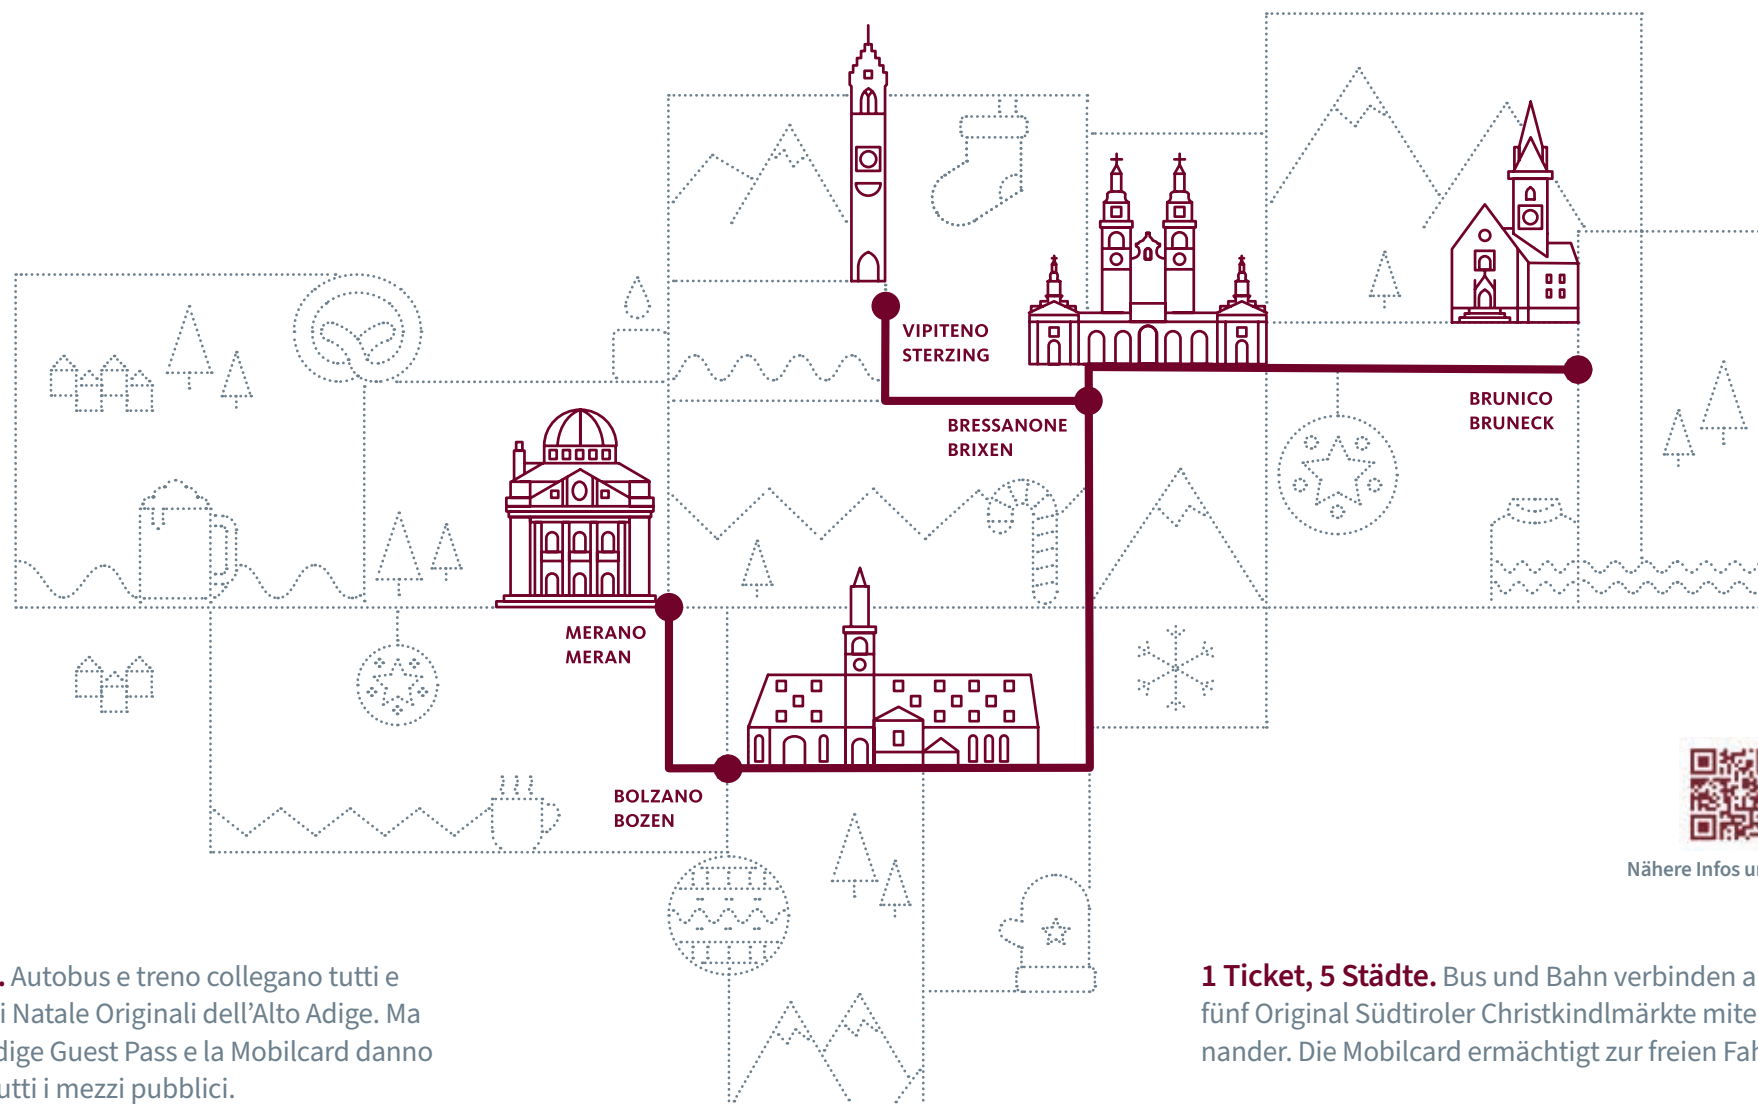 VIPITENO
STERZING
BRESSANONE
BRIXEN
BRUNICO
BRUNECK
MERANO
MERAN
BOLZANO
BOZEN
Nähere Infos
. Autobus e treno collegano tutti e
i Natale Originali dell’Alto Adige. Ma
dige Guest Pass e la Mobilcard danno
utti i mezzi pubblici.
1 Ticket, 5 Städte. Bus und Bahn verbinden a
fünf Original Südtiroler Christkindlmärkte mite
nander. Die Mobilcard ermächtigt zur freien Fah